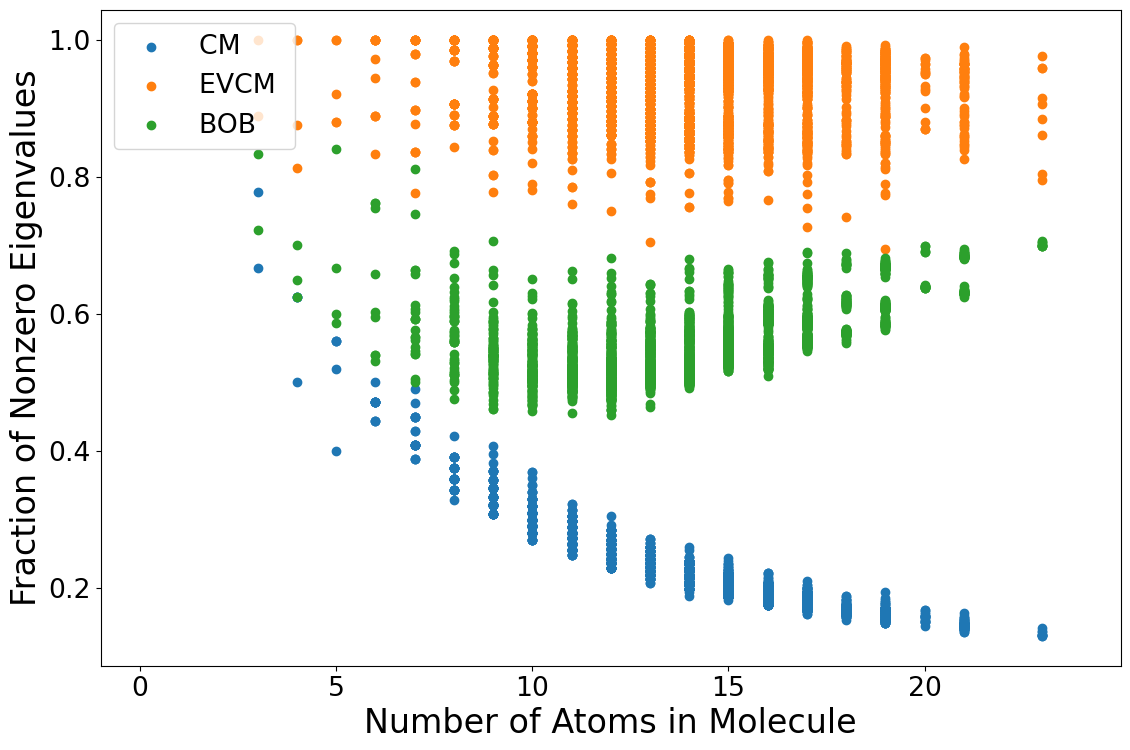 1.0
0.8
0.6
0.4
0.2
Fraction of Nonzero Eigenvalues
CM
EVCM
BOB
0 5 10 15 20
Number of Atoms in Molecule